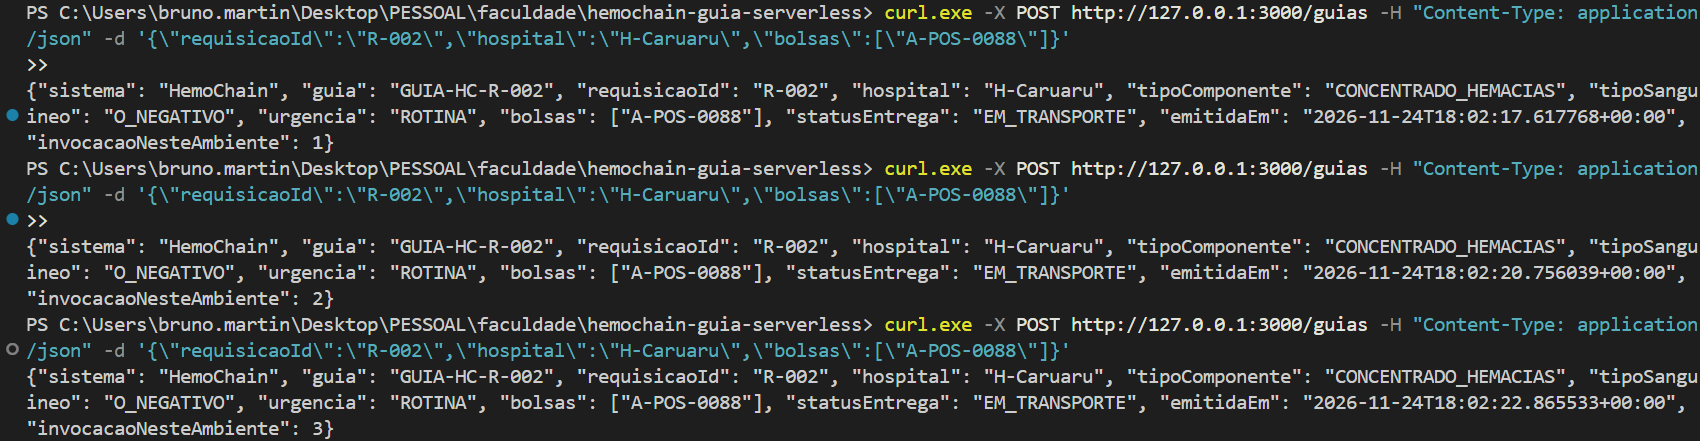 PS C:\Users\bruno.martin\Desktop\PESSOAL\faculdade\hemochain-guia-serverless> curl.exe -X POST http://127.0.0.1:3000/guias -H "Content-Type: application
/json" -d '{\"requisicaoId\":\"R-002\",\"hospital\":\"H-Caruaru\",\"bolsas\":[\"A-POS-0088\"]}'
>>
{"sistema": "HemoChain", "guia": "GUIA-HC-R-002", "requisicaoId": "R-002", "hospital": "H-Caruaru", "tipoComponente": "CONCENTRADO_HEMACIAS", "tipoSangu
ineo": "O_NEGATIVO", "urgencia": "ROTINA", "bolsas": ["A-POS-0088"], "statusEntrega": "EM_TRANSPORTE", "emitidaEm": "2026-11-24T18:02:17.617768+00:00",
"invocacaoNesteAmbiente": 1}
PS C:\Users\bruno.martin\Desktop\PESSOAL\faculdade\hemochain-guia-serverless> curl.exe -X POST http://127.0.0.1:3000/guias -H "Content-Type: application
/json" -d '{\"requisicaoId\":\"R-002\",\"hospital\":\"H-Caruaru\",\"bolsas\":[\"A-POS-0088\"]}'
>>
{"sistema": "HemoChain", "guia": "GUIA-HC-R-002", "requisicaoId": "R-002", "hospital": "H-Caruaru", "tipoComponente": "CONCENTRADO_HEMACIAS", "tipoSangu
ineo": "O_NEGATIVO", "urgencia": "ROTINA", "bolsas": ["A-POS-0088"], "statusEntrega": "EM_TRANSPORTE", "emitidaEm": "2026-11-24T18:02:20.756039+00:00",
"invocacaoNesteAmbiente": 2}
PS C:\Users\bruno.martin\Desktop\PESSOAL\faculdade\hemochain-guia-serverless> curl.exe -X POST http://127.0.0.1:3000/guias -H "Content-Type: application
/json" -d '{\"requisicaoId\":\"R-002\",\"hospital\":\"H-Caruaru\",\"bolsas\":[\"A-POS-0088\"]}'
{"sistema": "HemoChain", "guia": "GUIA-HC-R-002", "requisicaoId": "R-002", "hospital": "H-Caruaru", "tipoComponente": "CONCENTRADO_HEMACIAS", "tipoSangu
ineo": "O_NEGATIVO", "urgencia": "ROTINA", "bolsas": ["A-POS-0088"], "statusEntrega": "EM_TRANSPORTE", "emitidaEm": "2026-11-24T18:02:22.865533+00:00",
"invocacaoNesteAmbiente": 3}